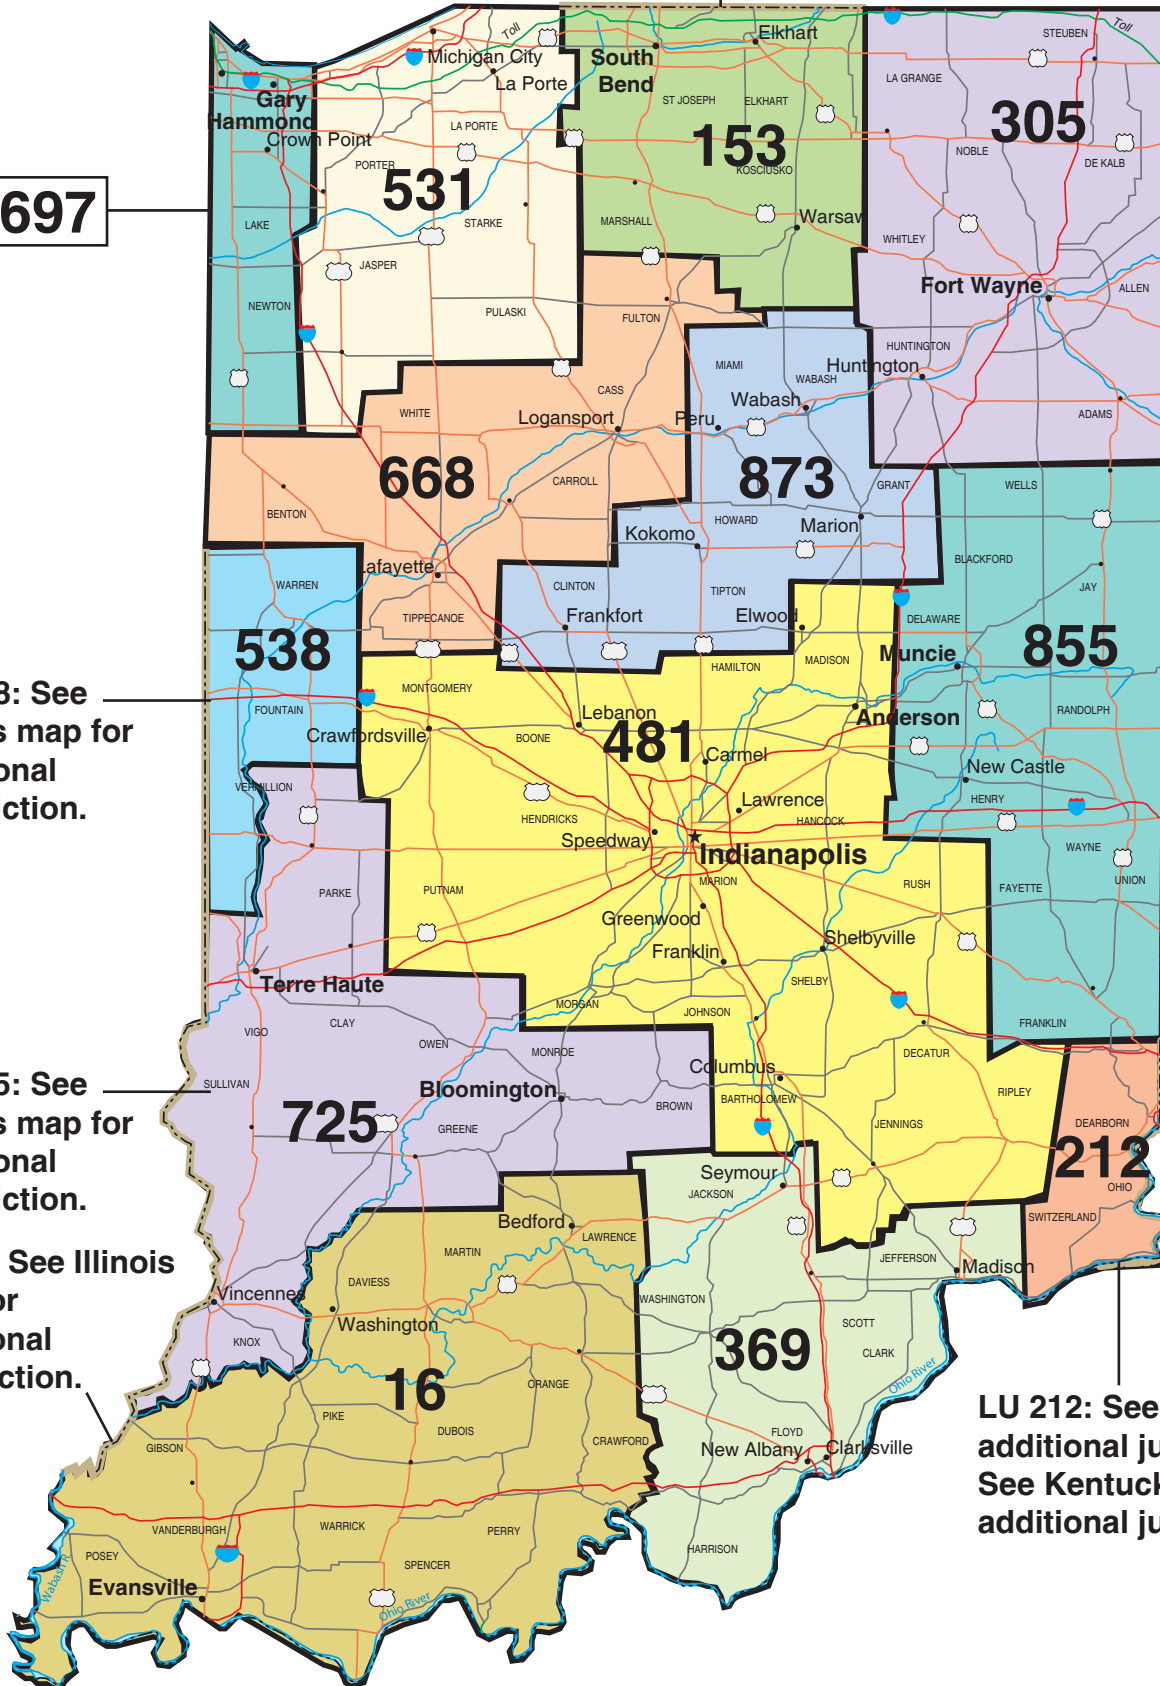 Toll
Elkhart
Toll
STEUBEN
Michigan City
South
Bend
La Porte
LA GRANGE
Gary
Hammond
ST JOSEPH
ELKHART
305
LA PORTE
Crown Point
153
NOBLE
DE KALB
PORTER
KOSCIUSKO
531
697
LAKE
STARKE
MARSHALL
Warsaw
WHITLEY
JASPER
Fort Wayne
ALLEN
NEWTON
PULASKI
FULTON
HUNTINGTON
MIAMI
WABASH
Huntington
CASS
Wabash
WHITE
Logansport
Peru
ADAMS
668
873
CARROLL
GRANT
WELLS
BENTON
HOWARD
Marion
Kokomo
BLACKFORD
afayette
WARREN
CLINTON
TIPTON
JAY
TIPPECANOE
Frankfort
Elwood
DELAWARE
538
855
Muncie
HAMILTON
MADISON
8: See
MONTGOMERY
FOUNTAIN
Lebanon
RANDOLPH
Anderson
s map for
Crawfordsville
BOONE
481
Carmel
onal
New Castle
VERMILLION
Lawrence
HENRY
iction.
HENDRICKS
HANCOCK
Speedway
WAYNE
Indianapolis
PARKE
PUTNAM
MARION
RUSH
FAYETTE
UNION
Greenwood
Shelbyville
Franklin
Terre Haute
SHELBY
MORGAN
JOHNSON
VIGO
CLAY
FRANKLIN
OWEN
MONROE
DECATUR
5: See
SULLIVAN
Columbus
Bloomington
RIPLEY
BROWN
BARTHOLOMEW
s map for
725
GREENE
JENNINGS
DEARBORN
onal
212
Seymour
OHIO
iction.
JACKSON
Bedford
SWITZERLAND
LAWRENCE
See Illinois
MARTIN
JEFFERSON
Madison
DAVIESS
Vincennes
WASHINGTON
or
Washington
SCOTT
onal
KNOX
369
CLARK
ction.
16
ORANGE
Ohio River
LU 212: See
PIKE
DUBOIS
FLOYD
GIBSON
CRAWFORD
New Albany
Clarksville
additional ju
See Kentuck
additional ju
VANDERBURGH
WARRICK
PERRY
HARRISON
POSEY
SPENCER
Wabash R.
Evansville
Ohio River